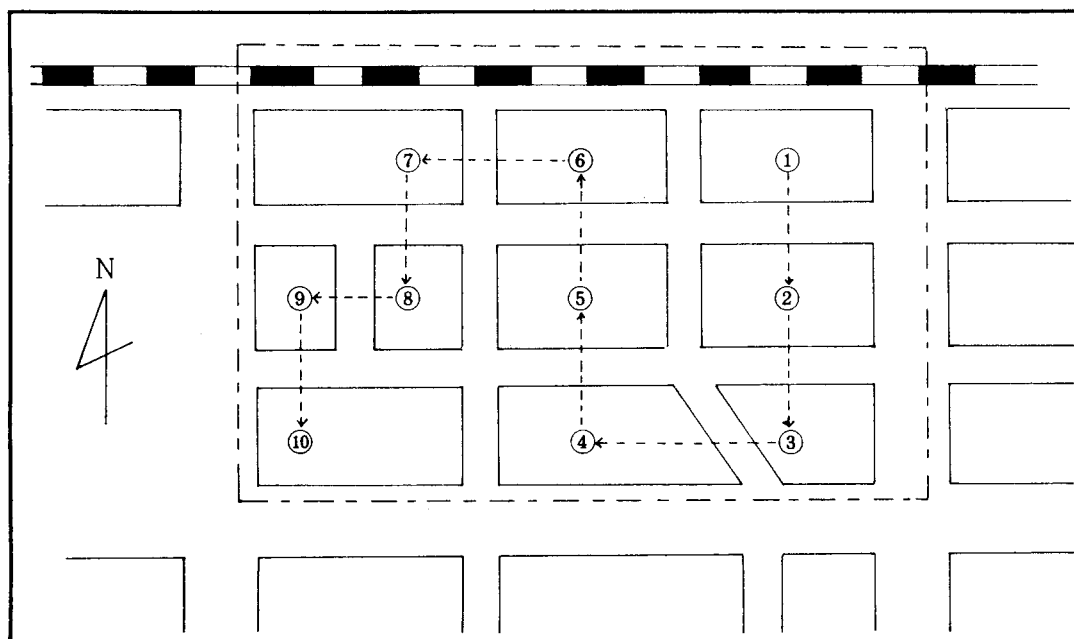 ⑦ ⑥ ①
N
⑨ ⑧ ⑤ ②
⑩ ④ ③